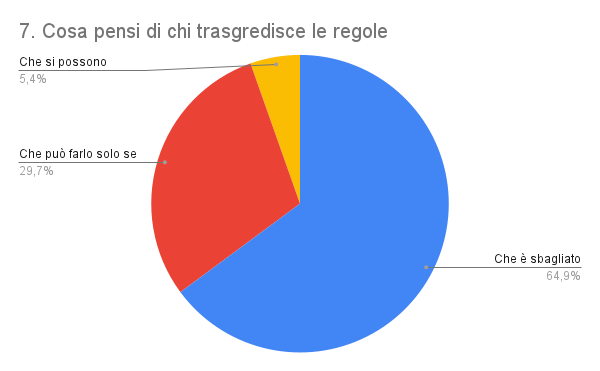 7. Cosa pensi di chi trasgredisce le regole
Che si possono
5,4%
Che può farlo solo se
29,7%
Che è sbagliato
64,9%